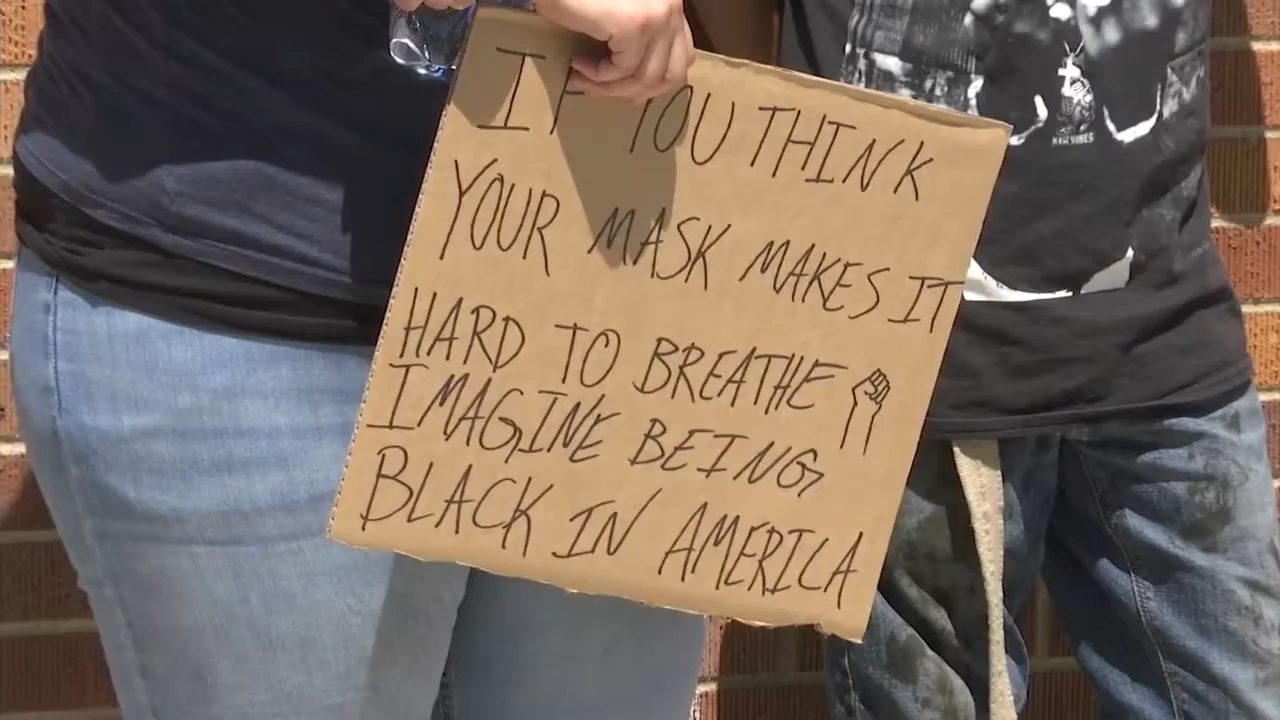 IF YOU THINK
YOUR MASK MAKES IT
HARD TO BREATHE
IMAGINE BEING
BLACK IN AMERICA